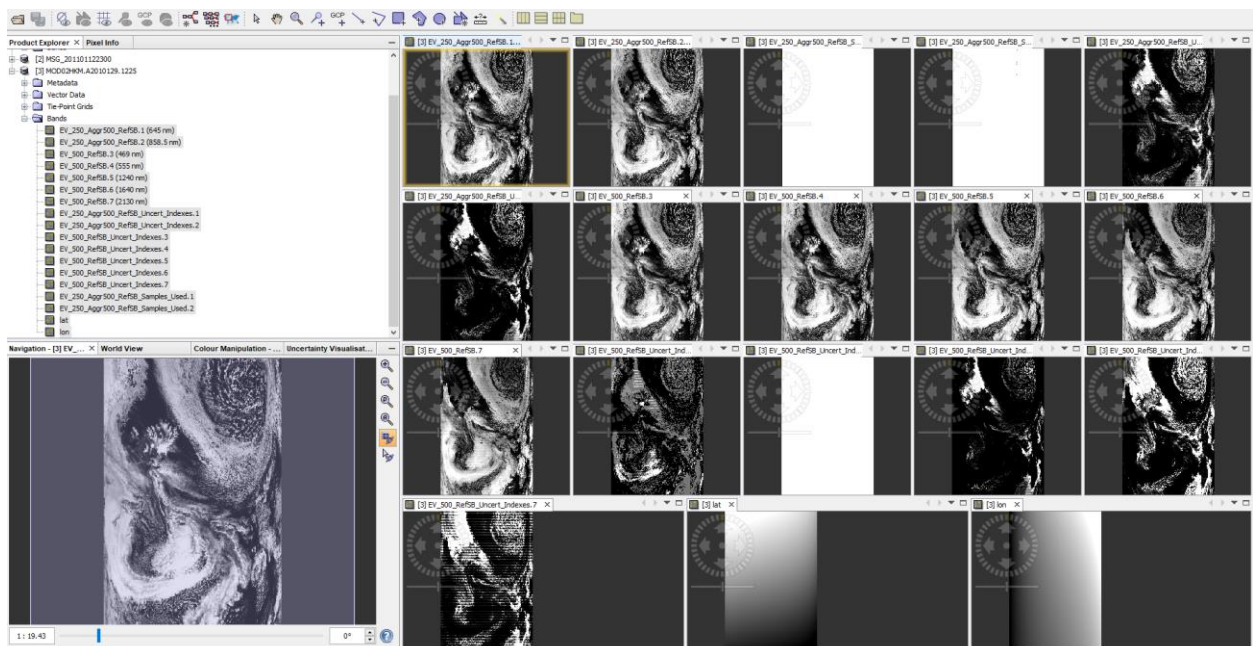 GCP
GCP
Product Explorer × Pixel Info
[2] MSG_201101122300
[3] MOD02HKM.A2010129.1225
Metadata
Vector Data
Tie-Point Grids
Bands
EV_250_Aggr500_RefSB.1 (645 nm)
EV_250_Aggr500_RefSB.2 (858.5 nm)
EV_500_RefSB.3 (469 nm)
EV_500_RefSB.4 (555 nm)
EV_500_RefSB.5 (1240 nm)
EV_500_RefSB.6 (1640 nm)
EV_500_RefSB.7 (2130 nm)
EV_250_Aggr500_RefSB_Uncert_Indexes.1
EV_250_Aggr500_RefSB_Uncert_Indexes.2
EV_500_RefSB_Uncert_Indexes.3
EV_500_RefSB_Uncert_Indexes.4
EV_500_RefSB_Uncert_Indexes.5
EV_500_RefSB_Uncert_Indexes.6
EV_500_RefSB_Uncert_Indexes.7
EV_250_Aggr500_RefSB_Samples_Used.1
EV_250_Aggr500_RefSB_Samples_Used.2
lat
lon
Navigation - [3] EV_... × World View Colour Manipulation - ... Uncertainty Visualisat...
1 : 19.43 0°
[3] EV_250_Aggr500_RefSB.1... [3] EV_250_Aggr500_RefSB.2... [3] EV_250_Aggr500_RefSB_S... [3] EV_250_Aggr500_RefSB_S... [3] EV_250_Aggr500_RefSB_U...
[3] EV_250_Aggr500_RefSB_U... [3] EV_500_RefSB.3 × [3] EV_500_RefSB.4 × [3] EV_500_RefSB.5 × [3] EV_500_RefSB.6 ×
[3] EV_500_RefSB.7 × [3] EV_500_RefSB_Uncert_Ind... [3] EV_500_RefSB_Uncert_Ind... [3] EV_500_RefSB_Uncert_Ind... [3] EV_500_RefSB_Uncert_Ind...
[3] EV_500_RefSB_Uncert_Indexes.7 × [3] lat × [3] lon ×